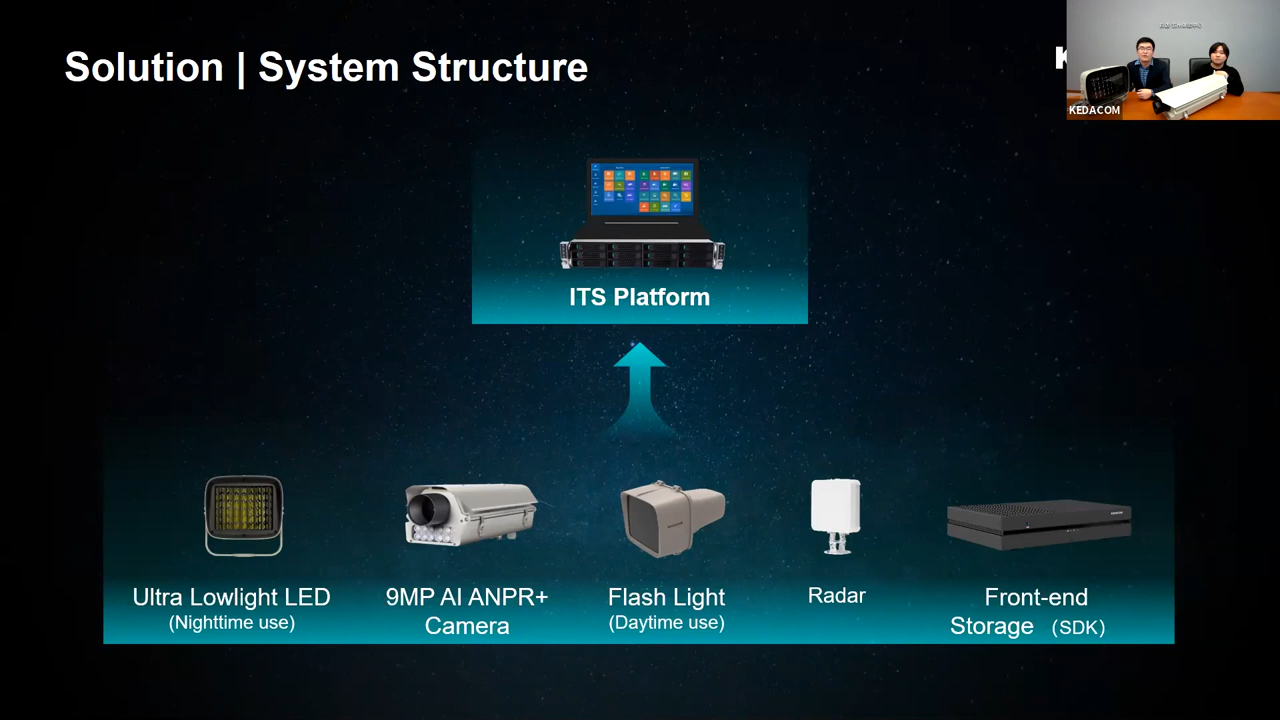 Solution | System Structure
K
KEDACOM
ITS Platform
Ultra Lowlight LED
(Nighttime use)
9MP AI ANPR+
Camera
Flash Light
(Daytime use)
Radar
Front-end
Storage (SDK)